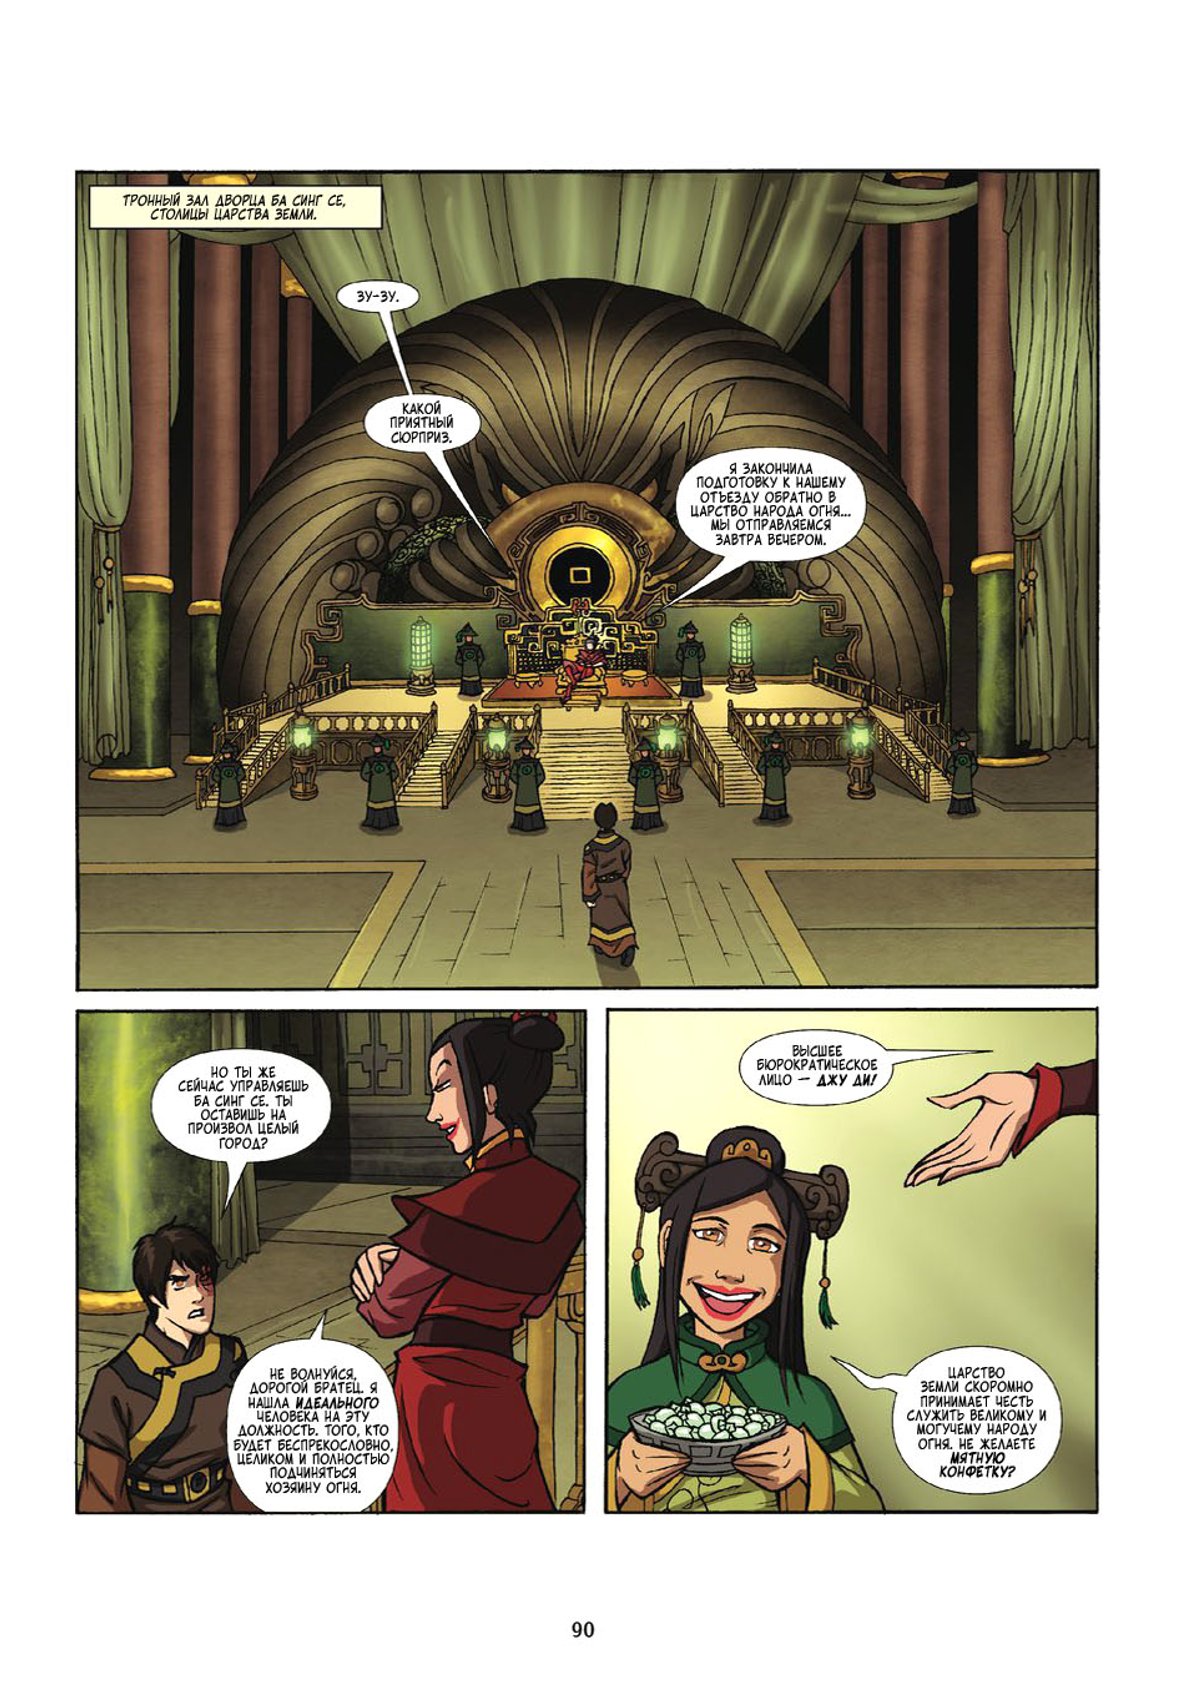 ТРОННЫЙ ЗАЛ ДВОРЦА БА СИНГ СЕ,
СТОЛИЦЫ ЦАРСТВА ЗЕМЛИ.
ЗУ-ЗУ.
КАКОЙ
ПРИЯТНЫЙ
СЮРПРИЗ.
Я ЗАКОНЧИЛА
ПОДГОТОВКУ К НАШЕМУ
ОТЪЕЗДУ ОБРАТНО В
ЦАРСТВО НАРОДА ОГНЯ...
МЫ ОТПРАВЛЯЕМСЯ
ЗАВТРА ВЕЧЕРОМ.
НО ТЫ ЖЕ
СЕЙЧАС УПРАВЛЯЕШЬ
БА СИНГ СЕ. ТЫ
ОСТАВИШЬ НА
ПРОИЗВОЛ ЦЕЛЫЙ
ГОРОД?
НЕ ВОЛНУЙСЯ,
ДОРОГОЙ БРАТЕЦ. Я
НАШЛА ИДЕАЛЬНОГО
ЧЕЛОВЕКА НА ЭТУ
ДОЛЖНОСТЬ. ТОГО, КТО
БУДЕТ БЕСПРЕКОСЛОВНО,
ЦЕЛИКОМ И ПОЛНОСТЬЮ
ПОДЧИНЯТЬСЯ
ХОЗЯИНУ ОГНЯ.
ВЫСШЕЕ
БЮРОКРАТИЧЕСКОЕ
ЛИЦО — ДЖУ ДИ!
ЦАРСТВО
ЗЕМЛИ СКРОМНО
ПРИНИМАЕТ ЧЕСТЬ
СЛУЖИТЬ ВЕЛИКОМУ И
МОГУЧЕМУ НАРОДУ
ОГНЯ. НЕ ЖЕЛАЕТЕ
МЯТНУЮ
КОНФЕТКУ?
90